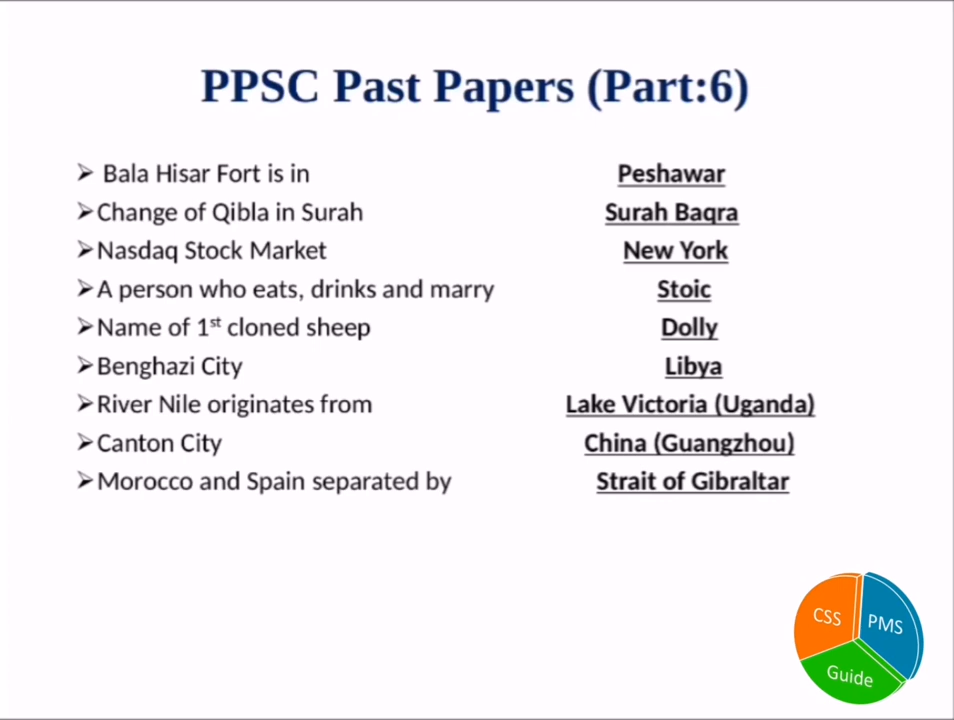 PPSC Past Papers (Part:6)
➢ Bala Hisar Fort is in Peshawar
➢Change of Qibla in Surah Surah Baqra
➢Nasdaq Stock Market New York
➢A person who eats, drinks and marry Stoic
➢Name of 1st cloned sheep Dolly
➢Benghazi City Libya
➢River Nile originates from Lake Victoria (Uganda)
➢Canton City China (Guangzhou)
➢Morocco and Spain separated by Strait of Gibraltar
CSS PMS
Guide